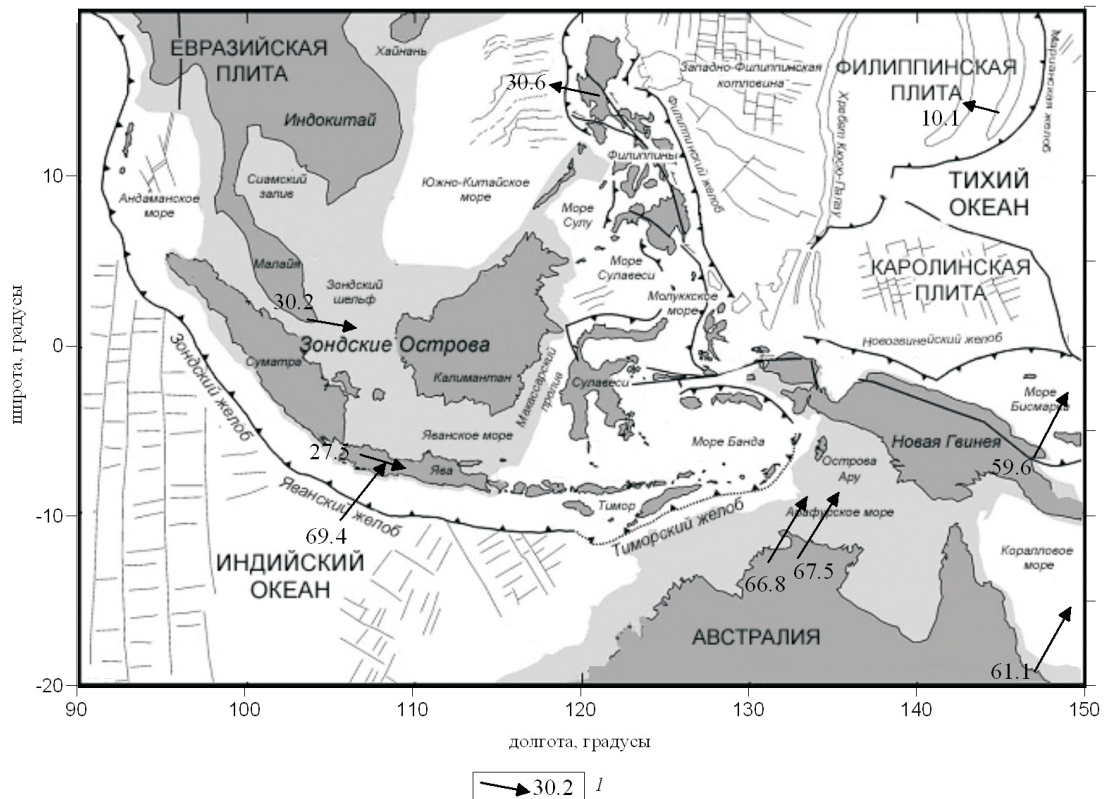 ЕВРАЗИЙСКАЯ
ПЛИТА
Хайнань
Индокитай
30.6
Западно-Филиппинская
котловина
ФИЛИППИНСКАЯ
ПЛИТА
10.1
Марианская желоб
Хребет Кюсю-Палау
Филиппинский желоб
Андаманское
море
Сиамский
залив
Южно-Китайское
море
Филиппины
Море
Сулу
ТИХИЙ
ОКЕАН
Малайя
Зондский
шельф
30.2
Море
Сулавеси
Молуккское
море
КАРОЛИНСКАЯ
ПЛИТА
Новогвинейский желоб
Зондские Острова
Суматра
Калимантан
Макассарский
пролив
Сулавеси
Море
Бисмарка
Зондский желоб
Яванское море
Море Банда
Новая Гвинея
27.5
Ява
Острова
Ару
59.6
Яванский желоб
69.4
Тимор
Тиморский желоб
Арафурское море
ИНДИЙСКИЙ
ОКЕАН
66.8
67.5
Коралловое
море
АВСТРАЛИЯ
61.1
10
0
-10
-20
широта, градусы
90 100 110 120 130 140 150
долгота, градусы
30.2 1